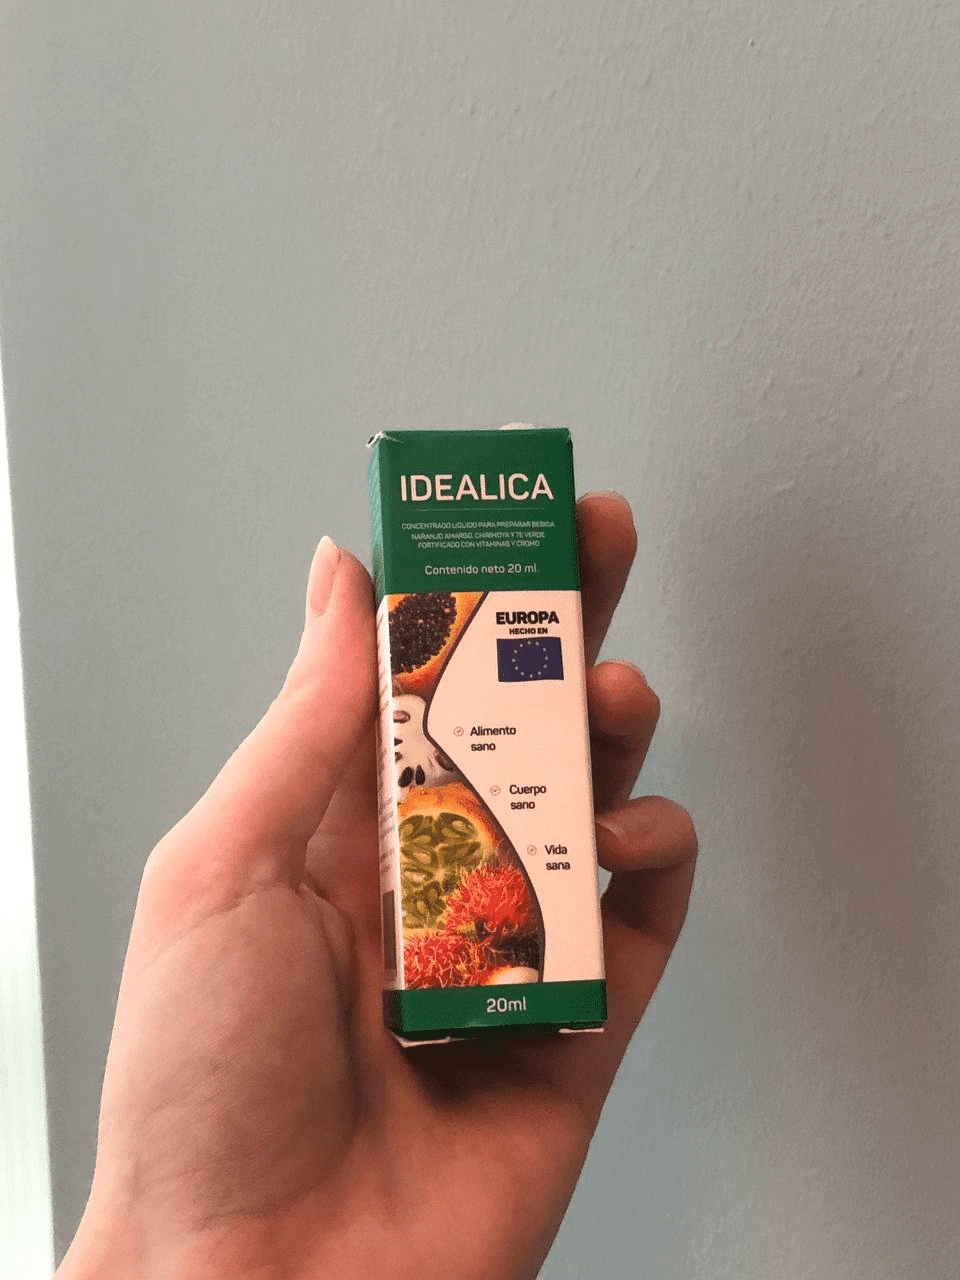 IDEALICA
CONCENTRADO LIQUIDO PARA PREPARAR BEBIDA
NARANJO AMARGO, CHIRIMOYA Y TE VERDE
FORTIFICADO CON VITAMINAS Y CROMO
Contenido neto 20 ml.
EUROPA
HECHO EN
Alimento
sano
Cuerpo
sano
Vida
sana
20ml